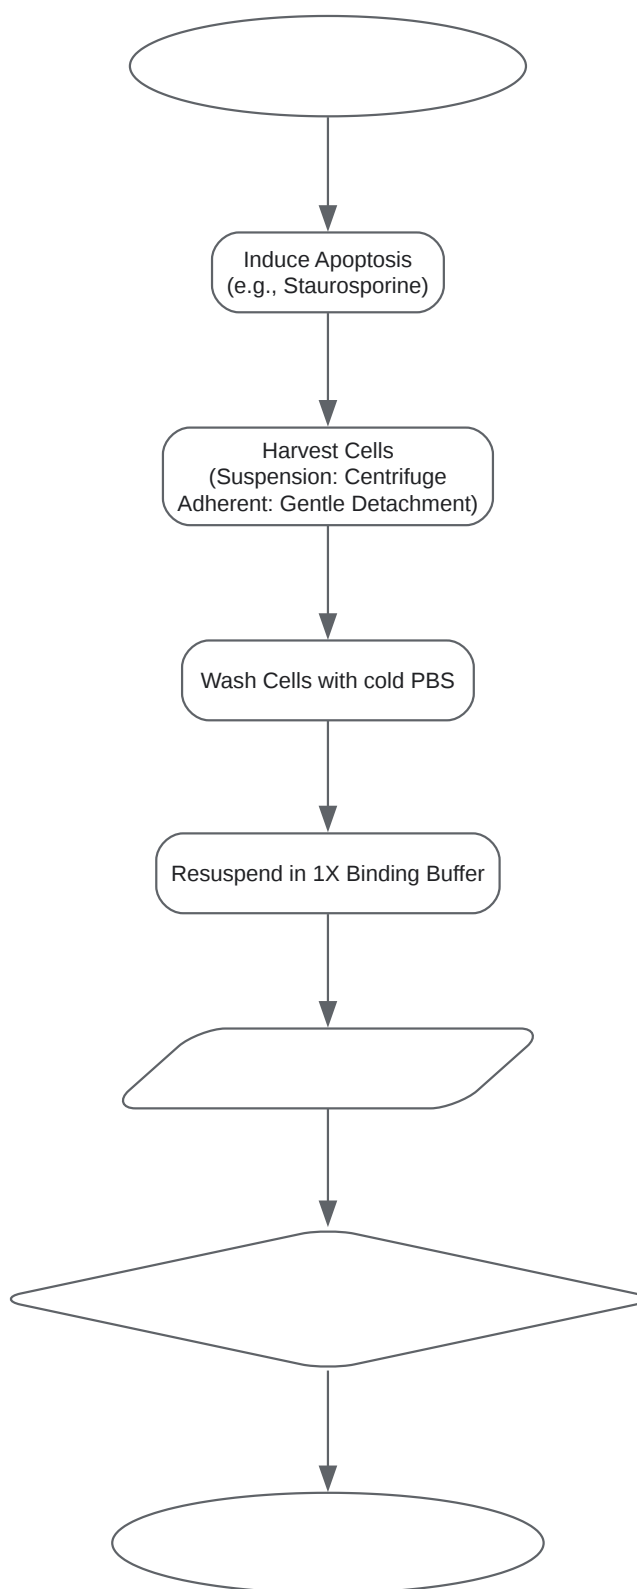 Induce Apoptosis
(e.g., Staurosporine)
Harvest Cells
(Suspension: Centrifuge
Adherent: Gentle Detachment)
Wash Cells with cold PBS
Resuspend in 1X Binding Buffer